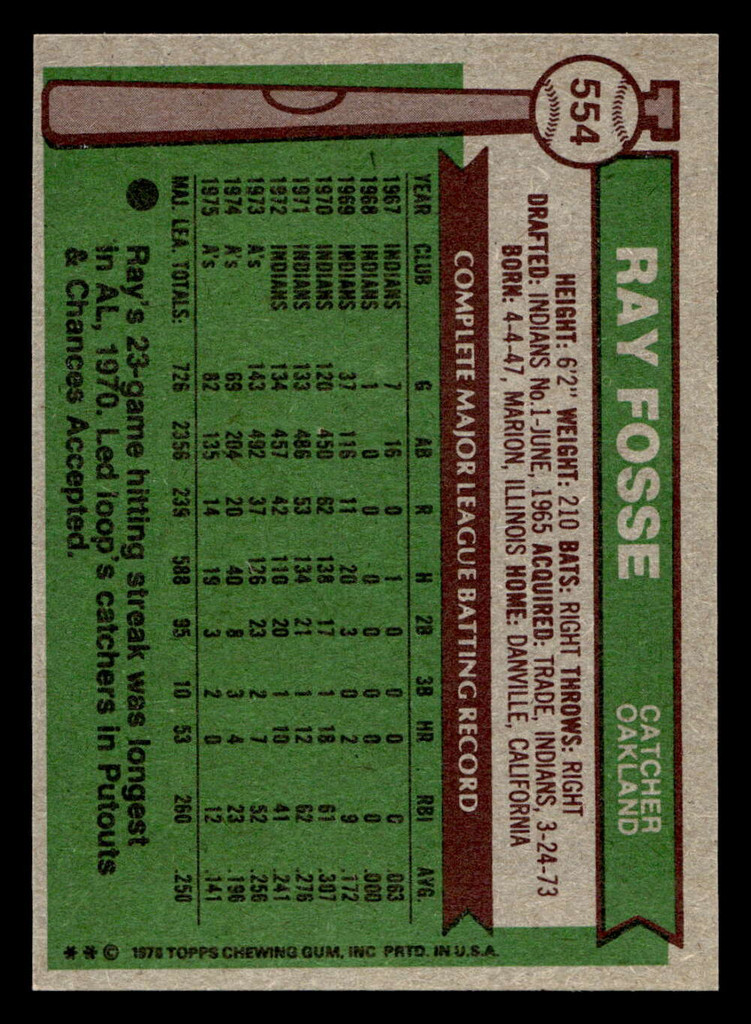 554
RAY FOSSE
CATCHER
OAKLAND
HEIGHT: 6'2" WEIGHT: 210 BATS: RIGHT THROWS: RIGHT
DRAFTED: INDIANS No.1-JUNE, 1965 ACQUIRED: TRADE, INDIANS, 3-24-73
BORN: 4-4-47, MARION, ILLINOIS HOME: DANVILLE, CALIFORNIA
COMPLETE MAJOR LEAGUE BATTING RECORD
YEAR CLUB G AB R H 2B 3B HR RBI AVG.
1967 INDIANS 7 16 0 1 0 0 0 0 .063
1968 INDIANS 1 0 0 0 0 0 0 0 .000
1969 INDIANS 37 116 11 20 3 0 2 9 .172
1970 INDIANS 120 450 62 138 17 1 18 61 .307
1971 INDIANS 133 486 53 134 21 1 12 62 .276
1972 INDIANS 134 457 42 110 20 1 10 41 .241
1973 A's 143 492 37 126 23 2 7 52 .256
1974 A's 69 204 20 40 8 3 4 23 .196
1975 A's 82 135 14 19 3 2 0 12 .141
MAJ. LEA. TOTALS: 726 2356 239 588 95 10 53 260 .250
Ray's 23-game hitting streak was longest
in AL, 1970. Led loop's catchers in Putouts
& Chances Accepted.
** © 1976 TOPPS CHEWING GUM, INC PRTD. IN U.S.A.